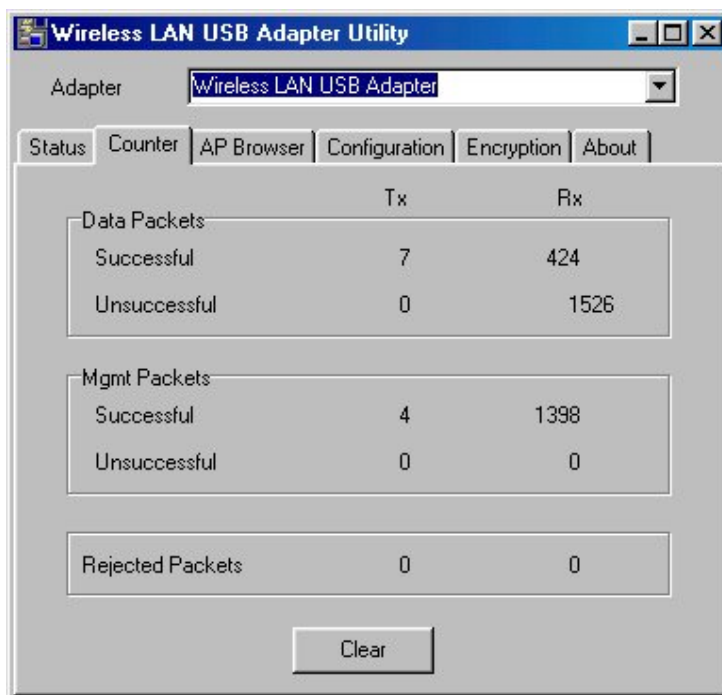 Wireless LAN USB Adapter Utility
Adapter Wireless LAN USB Adapter
Status Counter AP Browser Configuration Encryption About
Tx Rx
Data Packets
Successful 7 424
Unsuccessful 0 1526
Mgmt Packets
Successful 4 1398
Unsuccessful 0 0
Rejected Packets 0 0
Clear